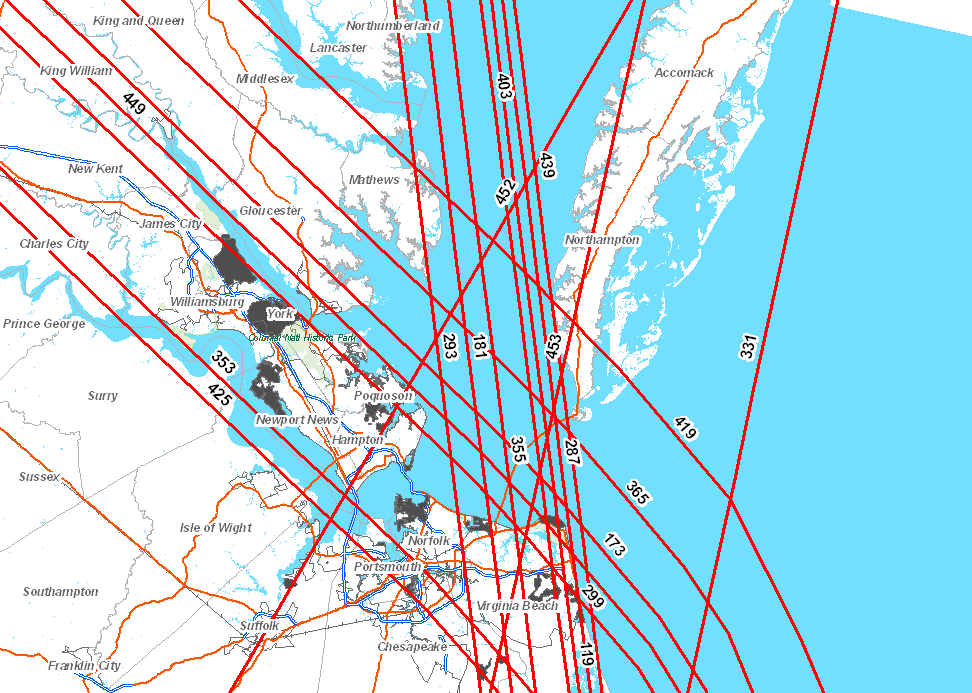 King and Queen
Northumberland
Lancaster
King William
Middlesex
Accomack
403
449
439
New Kent
Mathews
452
Gloucester
James City
Charles City
Northampton
Williamsburg
York
Prince George
Colonial Natl Historic Park
293
181
453
331
353
425
Surry
Poquoson
Newport News
Hampton
419
355
287
Sussex
365
Isle of Wight
Norfolk
173
Portsmouth
Southampton
299
Virginia Beach
Suffolk
Chesapeake
119
Franklin City